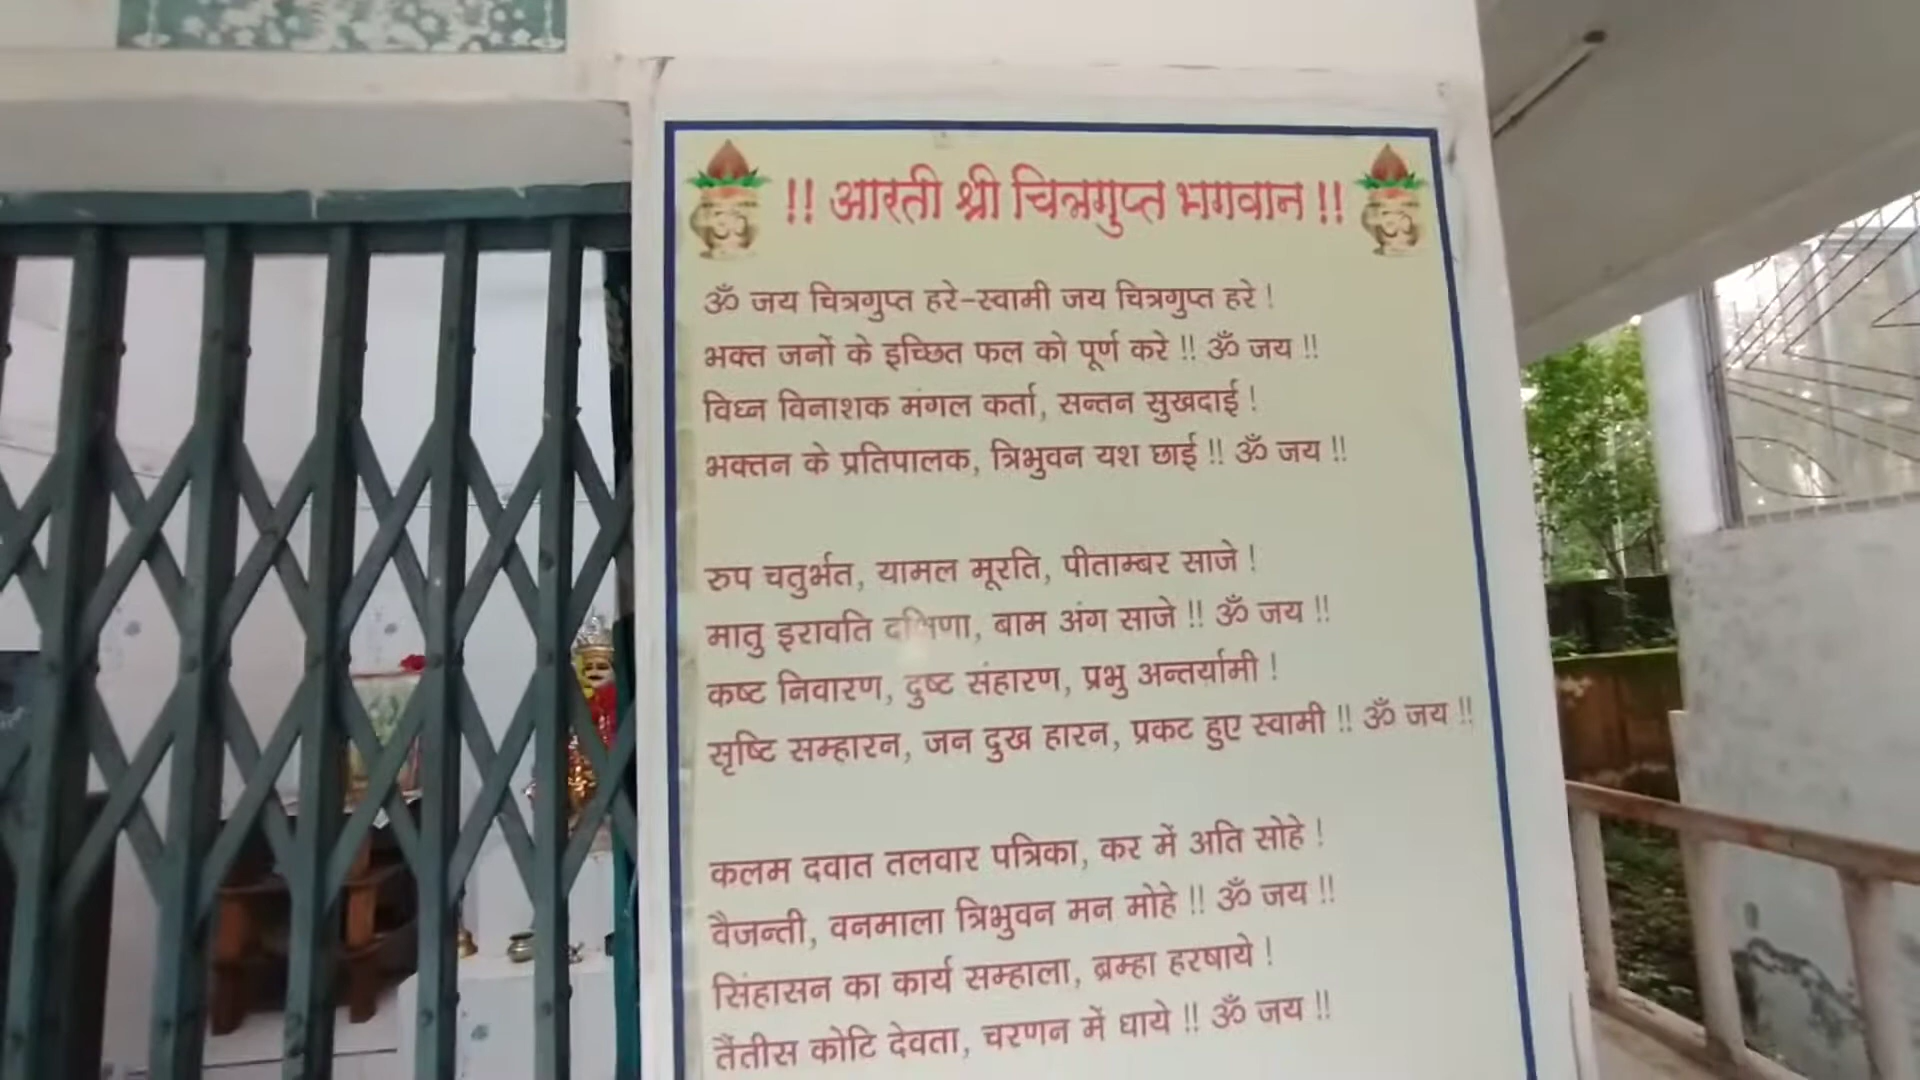 !! आरती श्री चित्रगुप्त भगवान !!
ॐ जय चित्रगुप्त हरे-स्वामी जय चित्रगुप्त हरे !
भक्त जनों के इच्छित फल को पूर्ण करे !! ॐ जय !!
विघ्न विनाशक मंगल कर्ता, सन्तन सुखदाई !
भक्तन के प्रतिपालक, त्रिभुवन यश छाई !! ॐ जय !!
रुप चतुर्भत, यामल मूरति, पीताम्बर साजे !
मातु इरावति दक्षिणा, बाम अंग साजे !! ॐ जय !!
कष्ट निवारण, दुष्ट संहारण, प्रभु अन्तर्यामी !
सृष्टि सम्हारन, जन दुख हारन, प्रकट हुए स्वामी !! ॐ जय !!
कलम दवात तलवार पत्रिका, कर में अति सोहे !
वैजन्ती, वनमाला त्रिभुवन मन मोहे !! ॐ जय !!
सिंहासन का कार्य सम्हाला, ब्रम्हा हरषाये !
तैंतीस कोटि देवता, चरणन में धाये !! ॐ जय !!